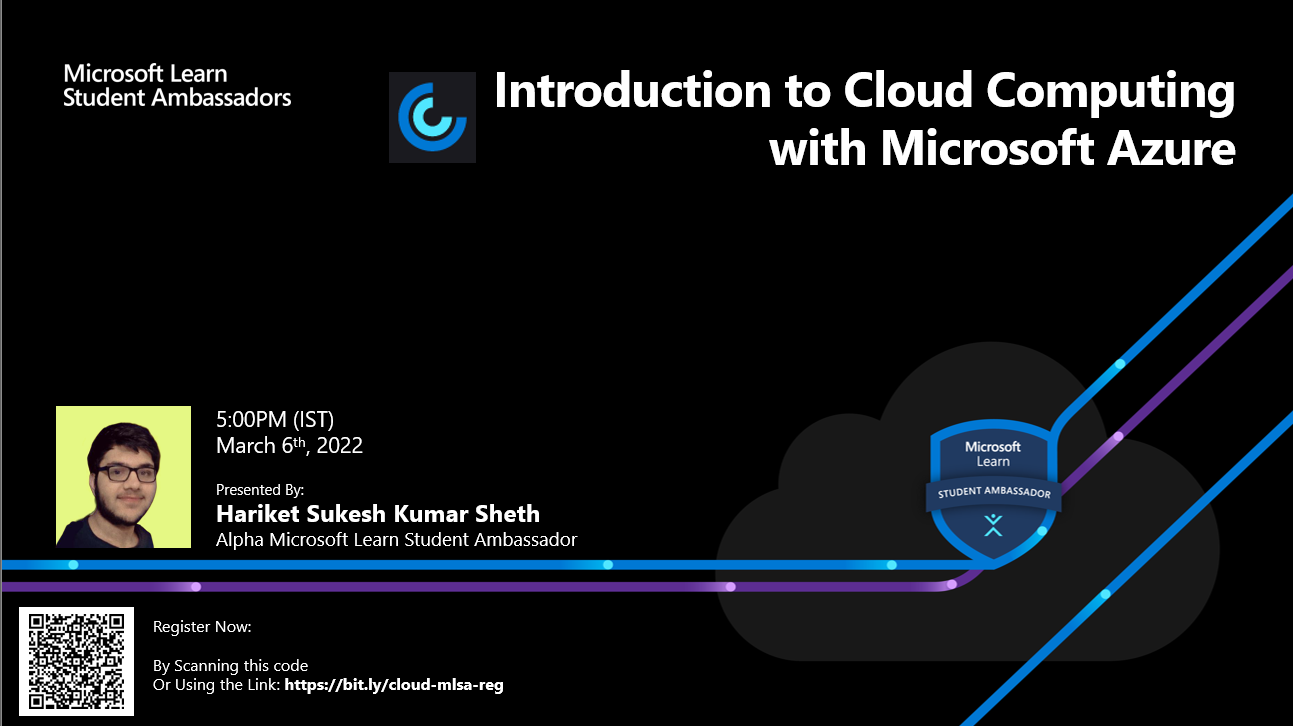 Microsoft Learn
Student Ambassadors
Introduction to Cloud Computing
with Microsoft Azure
5:00PM (IST)
March 6th, 2022
Presented By:
Hariket Sukesh Kumar Sheth
Alpha Microsoft Learn Student Ambassador
Microsoft
Learn
STUDENT AMBASSADOR
Register Now:
By Scanning this code
Or Using the Link: https://bit.ly/cloud-mlsa-reg